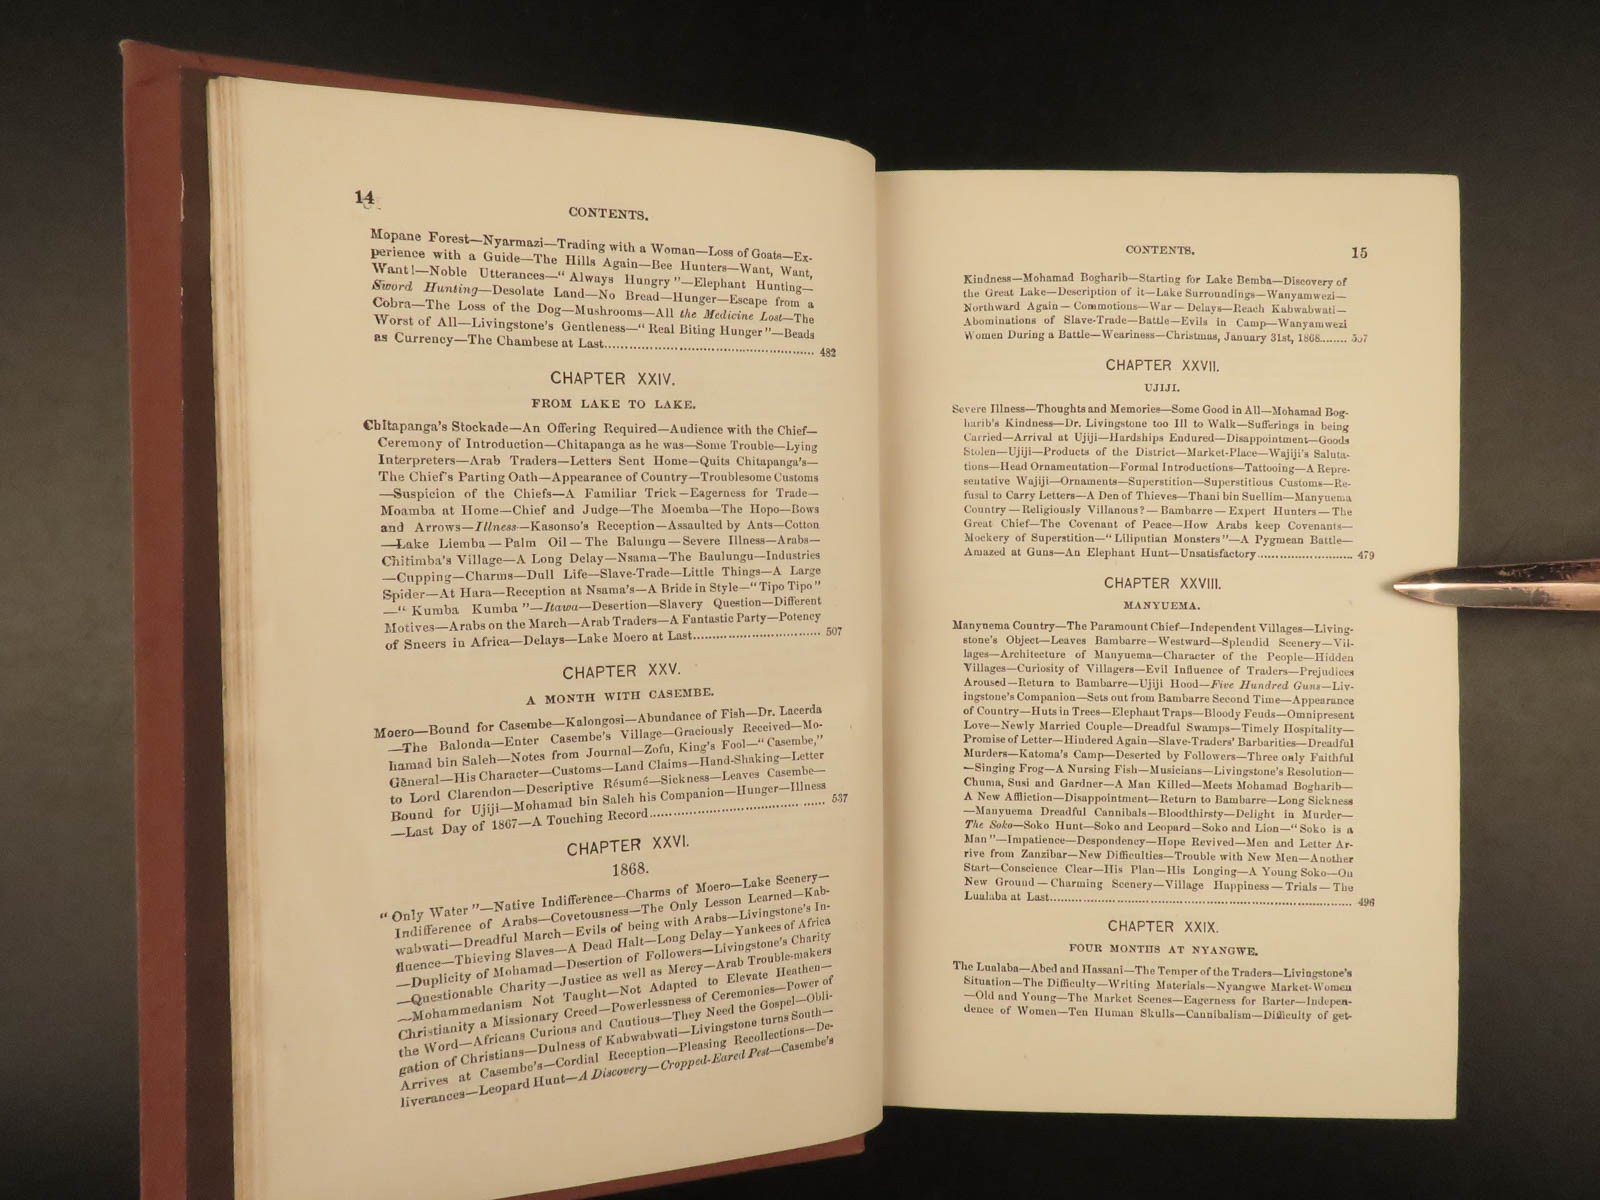 14
CONTENTS.
Mopane Forest—Nyarmazi—Trading with a Woman—Loss of Goats—Ex-
perience with a Guide—The Hills Again—Bee Hunters—Want, Want,
Want!—Noble Utterances—“Always Hungry”—Elephant Hunting—
Sword Hunting—Desolate Land—No Bread—Hunger—Escape from a
Cobra—The Loss of the Dog—Mushrooms—All the Medicine Lost—The
Worst of All—Livingstone's Gentleness—“Real Biting Hunger”—Beads
as Currency—The Chambese at Last.................................................... 482
CHAPTER XXIV.
FROM LAKE TO LAKE.
Chitapanga's Stockade—An Offering Required—Audience with the Chief—
Ceremony of Introduction—Chitapanga as he was—Some Trouble—Lying
Interpreters—Arab Traders—Letters Sent Home—Quits Chitapanga's—
The Chief's Parting Oath—Appearance of Country—Troublesome Customs
—Suspicion of the Chiefs—A Familiar Trick—Eagerness for Trade—
Moamba at Home—Chief and Judge—The Moemba—The Hopo—Bows
and Arrows—Illness—Kasonso's Reception—Assaulted by Ants—Cotton
—Lake Liemba—Palm Oil—The Balungu—Severe Illness—Arabs—
Chitimba's Village—A Long Delay—Nsama—The Baulungu—Industries
—Cupping—Charms—Dull Life—Slave-Trade—Little Things—A Large
Spider—At Hara—Reception at Nsama's—A Bride in Style—“Tipo Tipo”
—“Kumba Kumba”—Itawa—Desertion—Slavery Question—Different
Motives—Arabs on the March—Arab Traders—A Fantastic Party—Potency
of Sneers in Africa—Delays—Lake Moero at Last............................... 507
CHAPTER XXV.
A MONTH WITH CASEMBE.
Moero—Bound for Casembe—Kalongosi—Abundance of Fish—Dr. Lacerda
—The Balonda—Enter Casembe's Village—Graciously Received—Mo-
hamad bin Saleh—Notes from Journal—Zofu, King's Fool—“Casembe,”
General—His Character—Customs—Land Claims—Hand-Shaking—Letter
to Lord Clarendon—Descriptive Résumé—Sickness—Leaves Casembe—
Bound for Ujiji—Mohamad bin Saleh his Companion—Hunger—Illness
—Last Day of 1867—A Touching Record.......................................... 537
CHAPTER XXVI.
1868.
“Only Water”—Native Indifference—Charms of Moero—Lake Scenery—
Indifference of Arabs—Covetousness—The Only Lesson Learned—Kab-
wabwati—Dreadful March—Evils of being with Arabs—Livingstone's In-
fluence—Thieving Slaves—A Dead Halt—Long Delay—Yankees of Africa
—Duplicity of Mohamad—Desertion of Followers—Livingstone's Charity
—Questionable Charity—Justice as well as Mercy—Arab Trouble-makers
—Mohammedanism Not Taught—Not Adapted to Elevate Heathen—
Christianity a Missionary Creed—Powerlessness of Ceremonies—Power of
the Word—Africans Curious and Cautious—They Need the Gospel—Obli-
gation of Christians—Dulness of Kabwabwati—Livingstone turns South—
Arrives at Casembe's—Cordial Reception—Pleasing Recollections—De-
liverances—Leopard Hunt—A Discovery—Cropped-Eared Pest—Casembe's
CONTENTS. 15
Kindness—Mohamad Bogharib—Starting for Lake Bemba—Discovery of
the Great Lake—Description of it—Lake Surroundings—Wanyamwezi—
Northward Again—Commotions—War—Delays—Reach Kabwabwati—
Abominations of Slave-Trade—Battle—Evils in Camp—Wanyamwezi
Women During a Battle—Weariness—Christmas, January 31st, 1868........
CHAPTER XXVII.
UJIJI.
Severe Illness—Thoughts and Memories—Some Good in All—Mohamad Bog-
harib's Kindness—Dr. Livingstone too Ill to Walk—Sufferings in being
Carried—Arrival at Ujiji—Hardships Endured—Disappointment—Goods
Stolen—Ujiji—Products of the District—Market-Place—Wajiji's Saluta-
tions—Head Ornamentation—Formal Introductions—Tattooing—A Repre-
sentative Wajiji—Ornaments—Superstition—Superstitious Customs—Re-
fusal to Carry Letters—A Den of Thieves—Thani bin Suellim—Manyuema
Country—Religiously Villanous?—Bambarre—Expert Hunters—The
Great Chief—The Covenant of Peace—How Arabs keep Covenants—
Mockery of Superstition—“Liliputian Monsters”—A Pygmean Battle—
Amazed at Guns—An Elephant Hunt—Unsatisfactory......................... 479
CHAPTER XXVIII.
MANYUEMA.
Manyuema Country—The Paramount Chief—Independent Villages—Living-
stone's Object—Leaves Bambarre—Westward—Splendid Scenery—Vil-
lages—Architecture of Manyuema—Character of the People—Hidden
Villages—Curiosity of Villagers—Evil Influence of Traders—Prejudices
Aroused—Return to Bambarre—Ujiji Hood—Five Hundred Guns—Liv-
ingstone's Companion—Sets out from Bambarre Second Time—Appearance
of Country—Huts in Trees—Elephant Traps—Bloody Feuds—Omnipresent
Love—Newly Married Couple—Dreadful Swamps—Timely Hospitality—
Promise of Letter—Hindered Again—Slave-Traders' Barbarities—Dreadful
Murders—Katoma's Camp—Deserted by Followers—Three only Faithful
—Singing Frog—A Nursing Fish—Musicians—Livingstone's Resolution—
Chuma, Susi and Gardner—A Man Killed—Meets Mohamad Bogharib—
A New Affliction—Disappointment—Return to Bambarre—Long Sickness
—Manyuema Dreadful Cannibals—Bloodthirsty—Delight in Murder—
The Soko—Soko Hunt—Soko and Leopard—Soko and Lion—“Soko is a
Man”—Impatience—Despondency—Hope Revived—Men and Letter Ar-
rive from Zanzibar—New Difficulties—Trouble with New Men—Another
Start—Conscience Clear—His Plan—His Longing—A Young Soko—On
New Ground—Charming Scenery—Village Happiness—Trials—The
Lualaba at Last........................................................................ 496
CHAPTER XXIX.
FOUR MONTHS AT NYANGWE.
The Lualaba—Abed and Hassani—The Temper of the Traders—Livingstone's
Situation—The Difficulty—Writing Materials—Nyangwe Market-Women
—Old and Young—The Market Scenes—Eagerness for Barter—Indepen-
dence of Women—Ten Human Skulls—Cannibalism—Difficulty of get-